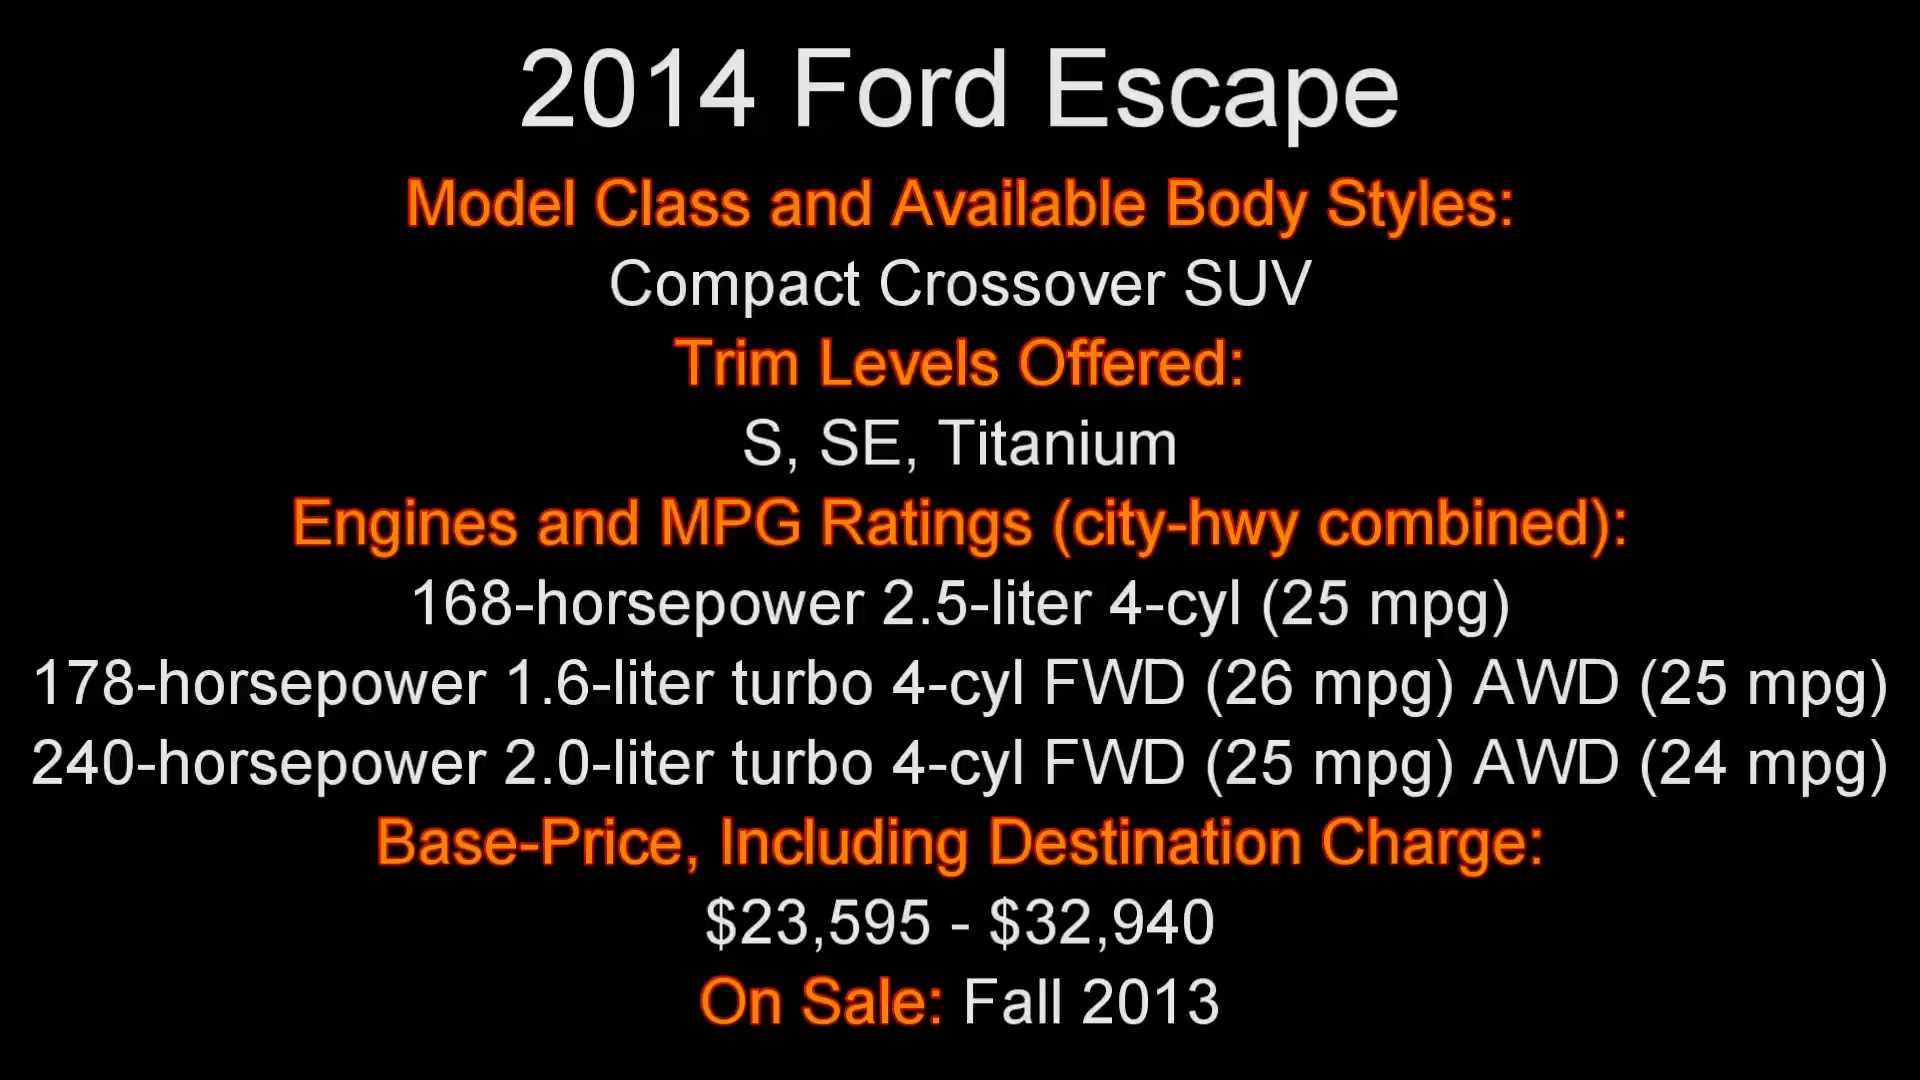 2014 Ford Escape
Model Class and Available Body Styles:
Compact Crossover SUV
Trim Levels Offered:
S, SE, Titanium
Engines and MPG Ratings (city-hwy combined):
168-horsepower 2.5-liter 4-cyl (25 mpg)
178-horsepower 1.6-liter turbo 4-cyl FWD (26 mpg) AWD (25 mpg)
240-horsepower 2.0-liter turbo 4-cyl FWD (25 mpg) AWD (24 mpg)
Base-Price, Including Destination Charge:
$23,595 - $32,940
On Sale: Fall 2013